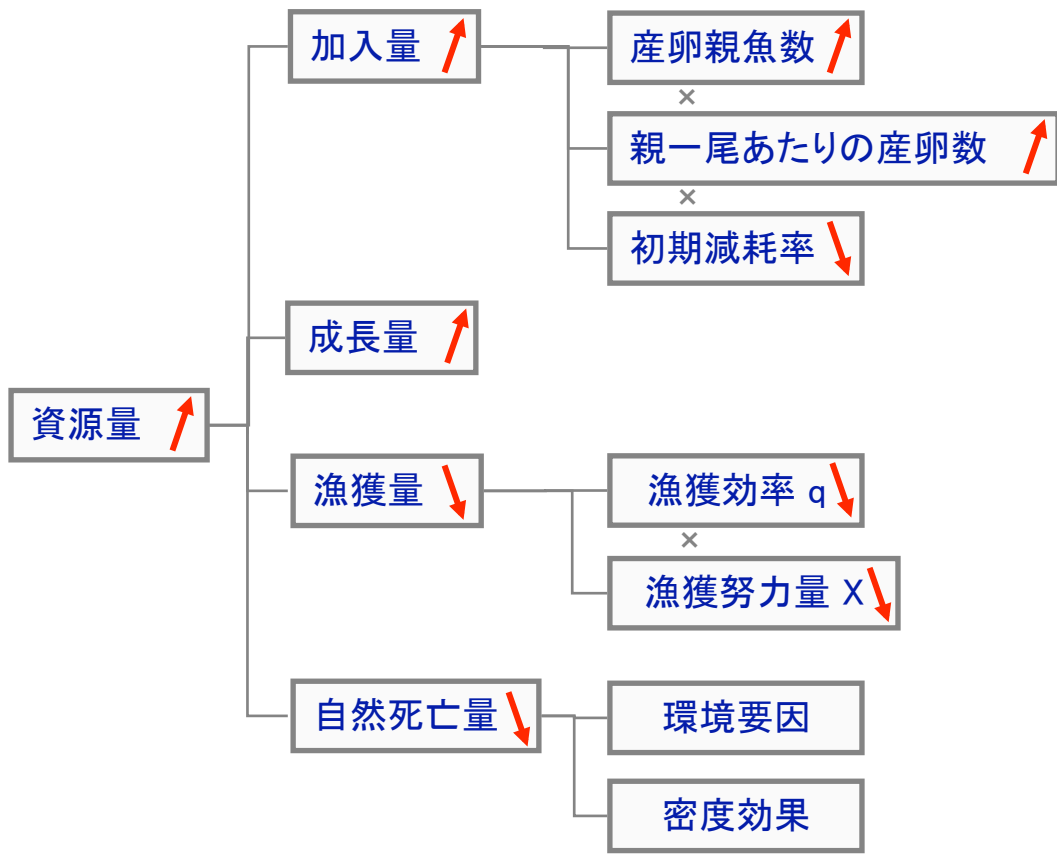 加入量
産卵親魚数
×
親一尾あたりの産卵数
×
初期減耗率
成長量
資源量
漁獲量
漁獲効率 q
×
漁獲努力量 X
自然死亡量
環境要因
密度効果